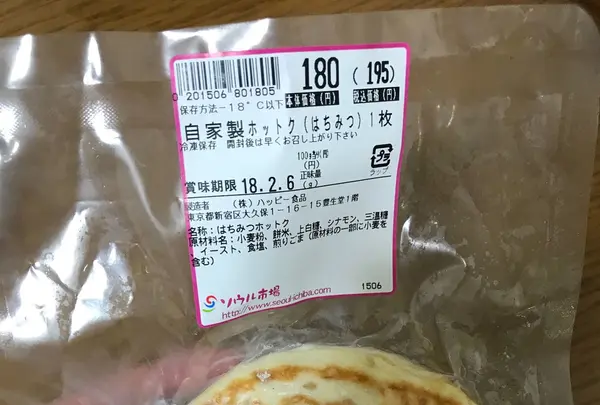 180 (195)
0 201506 801805
本体価格(円) 税込価格(円)
保存方法-18°C以下
自家製ホットク(はちみつ)1枚
冷凍保存 開封後は早くお召し上がり下さい
100g当り(円)
(円)
正味量
(g)
ラップ
賞味期限 18.2.6
製造者 (株)ハッピー食品
東京都新宿区大久保1-16-15豊生堂1階
名称:はちみつホットク
原材料名:小麦粉、餅米、上白糖、シナモン、三温糖
、イースト、食塩、煎りごま(原材料の一部に小麦を
含む)
ソウル市場
http://www.seoul-ichiba.com
1506